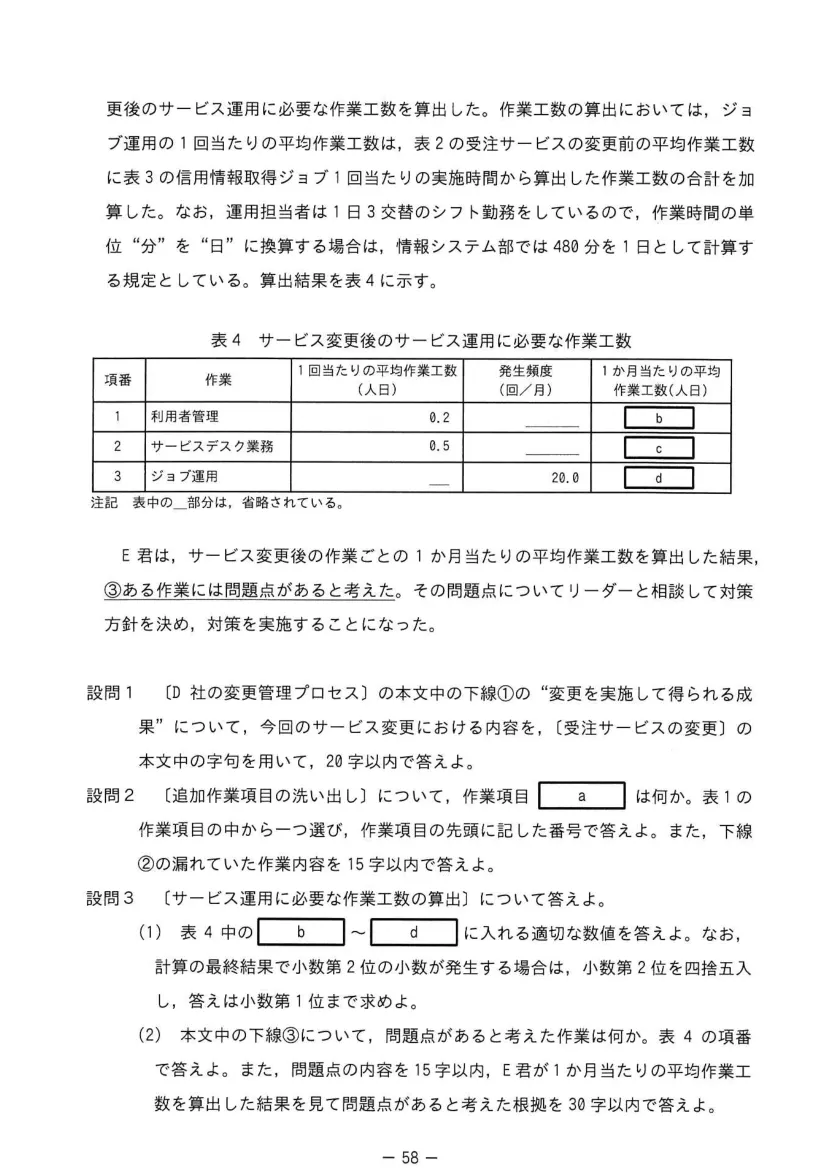 更後のサービス運用に必要な作業工数を算出した。作業工数の算出においては，ジョ
ブ運用の1回当たりの平均作業工数は，表2の受注サービスの変更前の平均作業工数
に表3の信用情報取得ジョブ1回当たりの実施時間から算出した作業工数の合計を加
算した。なお，運用担当者は1日3交替のシフト勤務をしているので，作業時間の単
位“分”を“日”に換算する場合は，情報システム部では480分を1日として計算す
る規定としている。算出結果を表4に示す。
表4　サービス変更後のサービス運用に必要な作業工数
項番 作業 1回当たりの平均作業工数（人日） 発生頻度（回／月） 1か月当たりの平均作業工数(人日)
1 利用者管理 0.2 ＿ b
2 サービスデスク業務 0.5 ＿ c
3 ジョブ運用 ＿ 20.0 d
注記　表中の＿部分は，省略されている。
E君は，サービス変更後の作業ごとの1か月当たりの平均作業工数を算出した結果，
③ある作業には問題点があると考えた。その問題点についてリーダーと相談して対策
方針を決め，対策を実施することになった。
設問1　〔D社の変更管理プロセス〕の本文中の下線①の“変更を実施して得られる成
果”について，今回のサービス変更における内容を，〔受注サービスの変更〕の
本文中の字句を用いて，20字以内で答えよ。
設問2　〔追加作業項目の洗い出し〕について，作業項目 a は何か。表1の
作業項目の中から一つ選び，作業項目の先頭に記した番号で答えよ。また，下線
②の漏れていた作業内容を15字以内で答えよ。
設問3　〔サービス運用に必要な作業工数の算出〕について答えよ。
(1)　表4中の b ～ d に入れる適切な数値を答えよ。なお，
計算の最終結果で小数第2位の小数が発生する場合は，小数第2位を四捨五入
し，答えは小数第1位まで求めよ。
(2)　本文中の下線③について，問題点があると考えた作業は何か。表4の項番
で答えよ。また，問題点の内容を15字以内，E君が1か月当たりの平均作業工
数を算出した結果を見て問題点があると考えた根拠を30字以内で答えよ。
－ 58 －